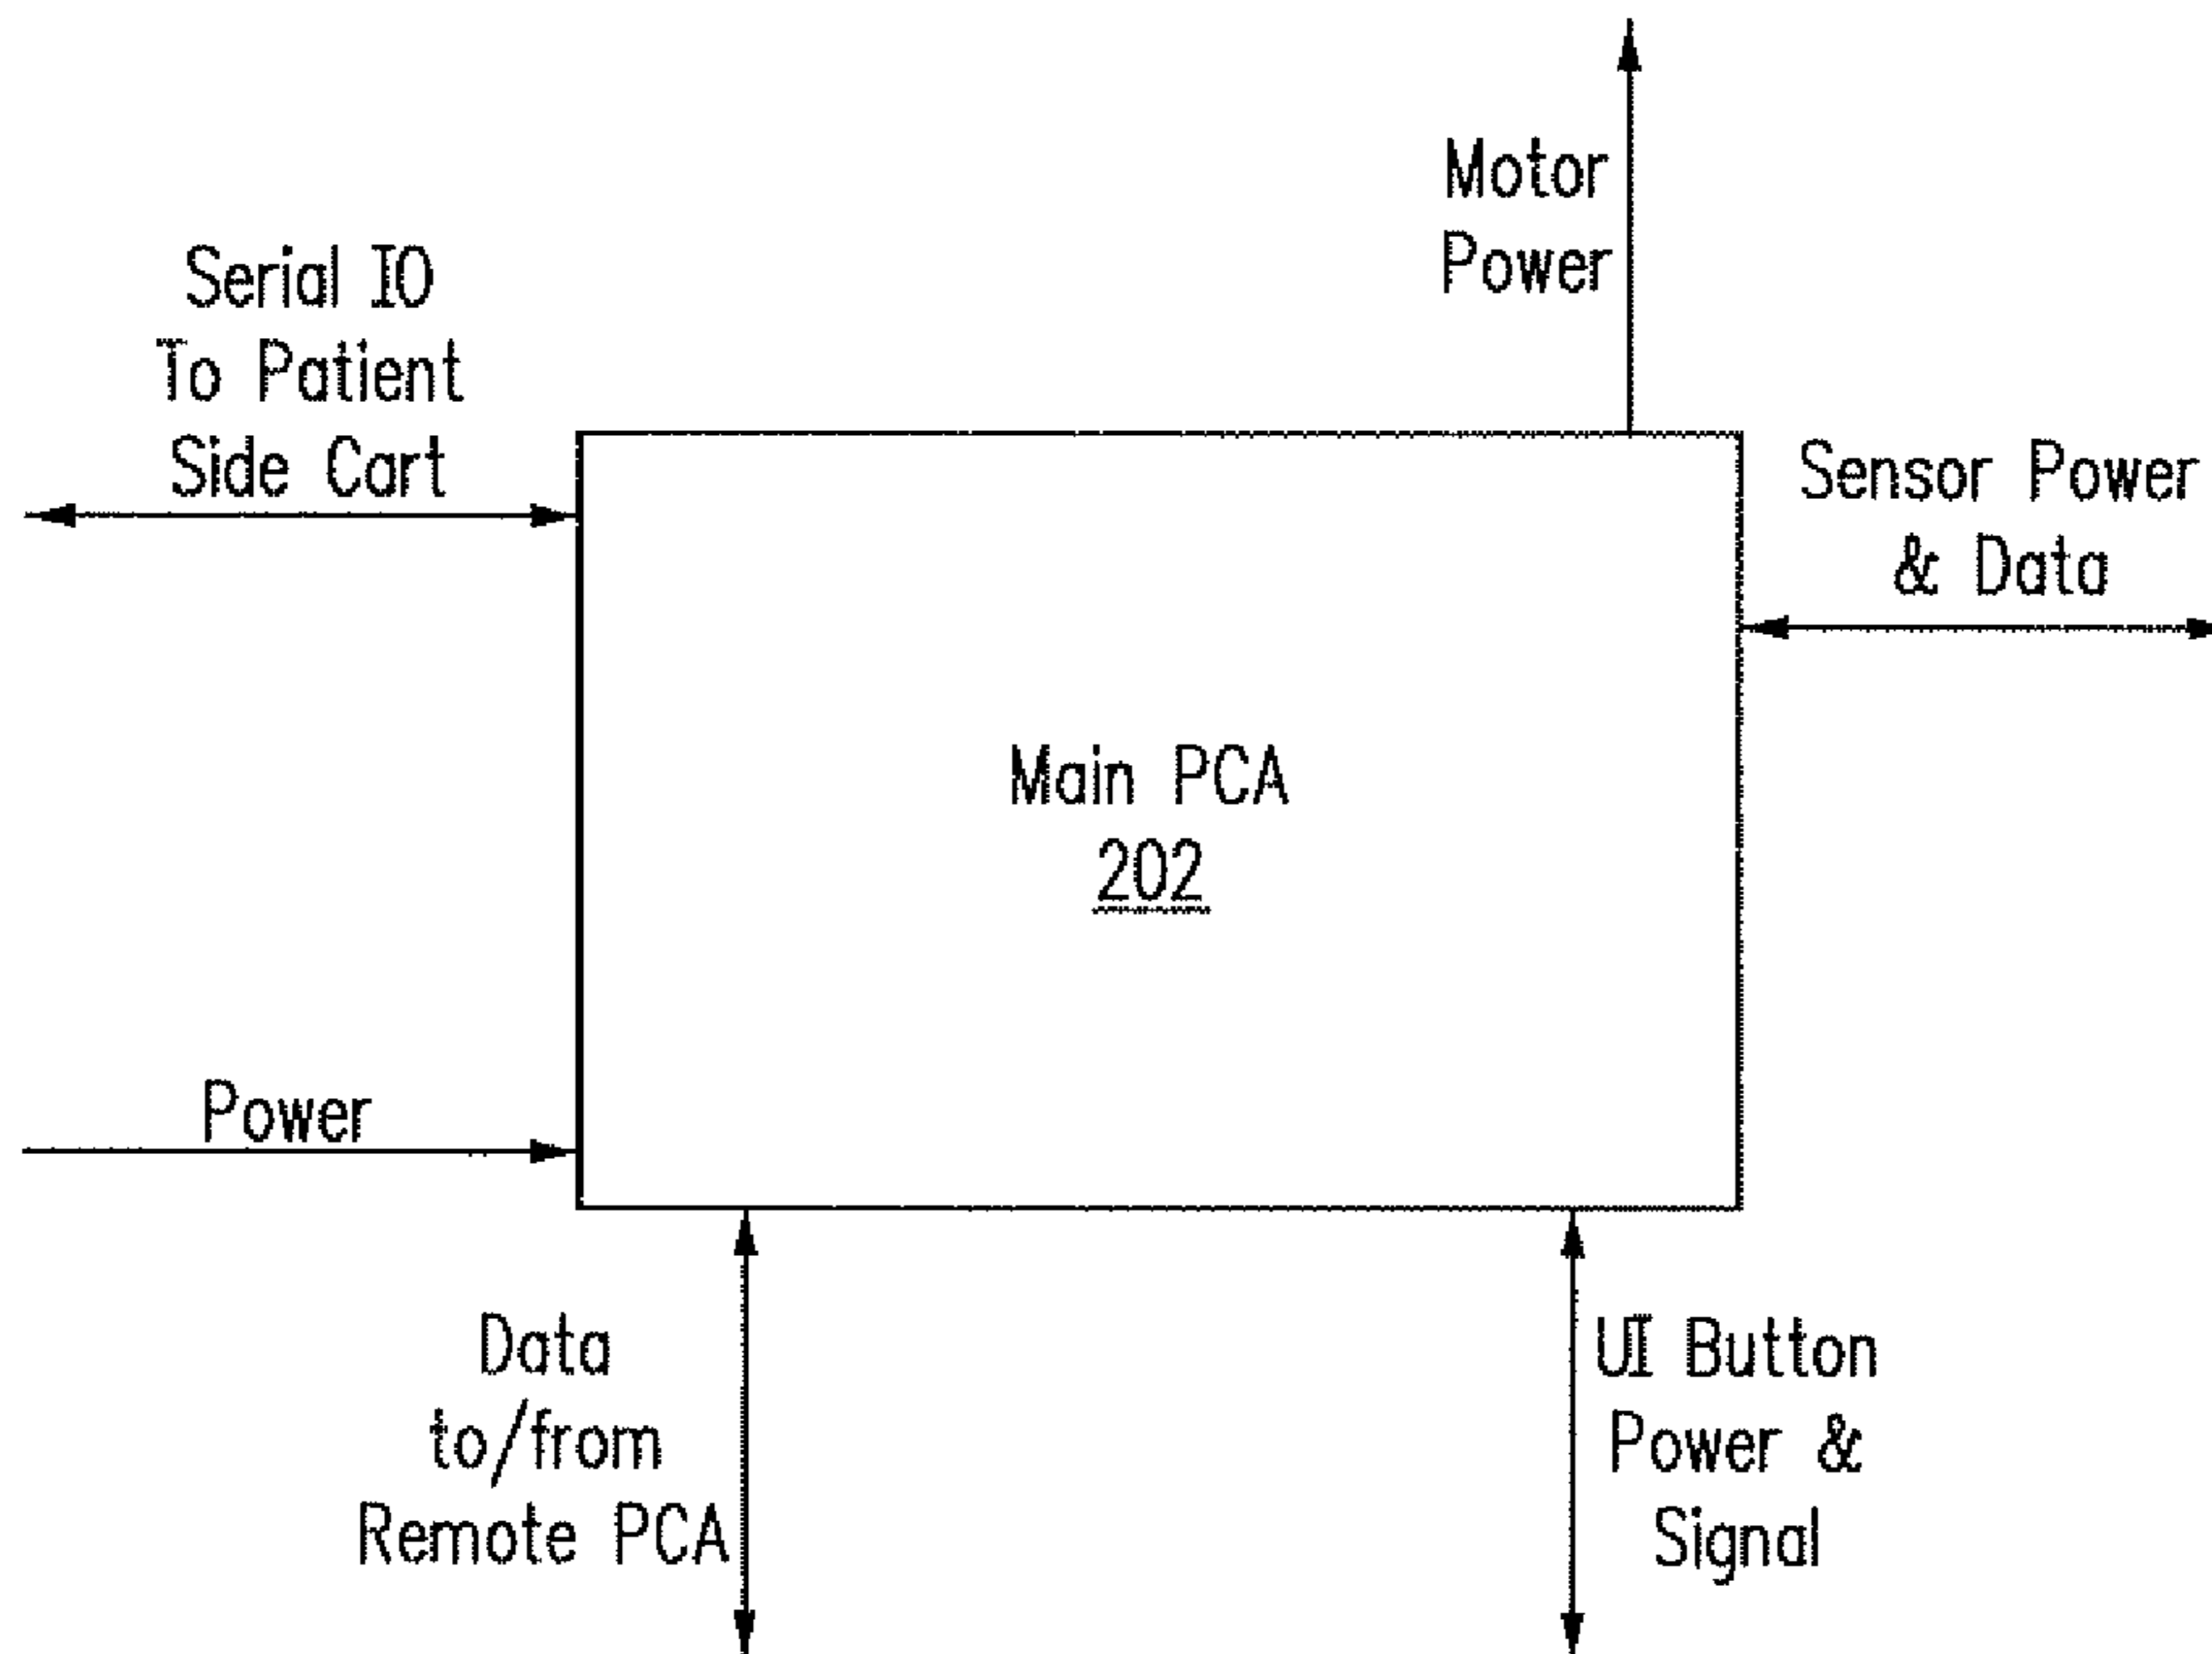 Motor
Power
Serial IO
To Patient
Side Cart
Sensor Power
& Data
Main PCA
202
Power
Data
to/from
Remote PCA
UI Button
Power &
Signal